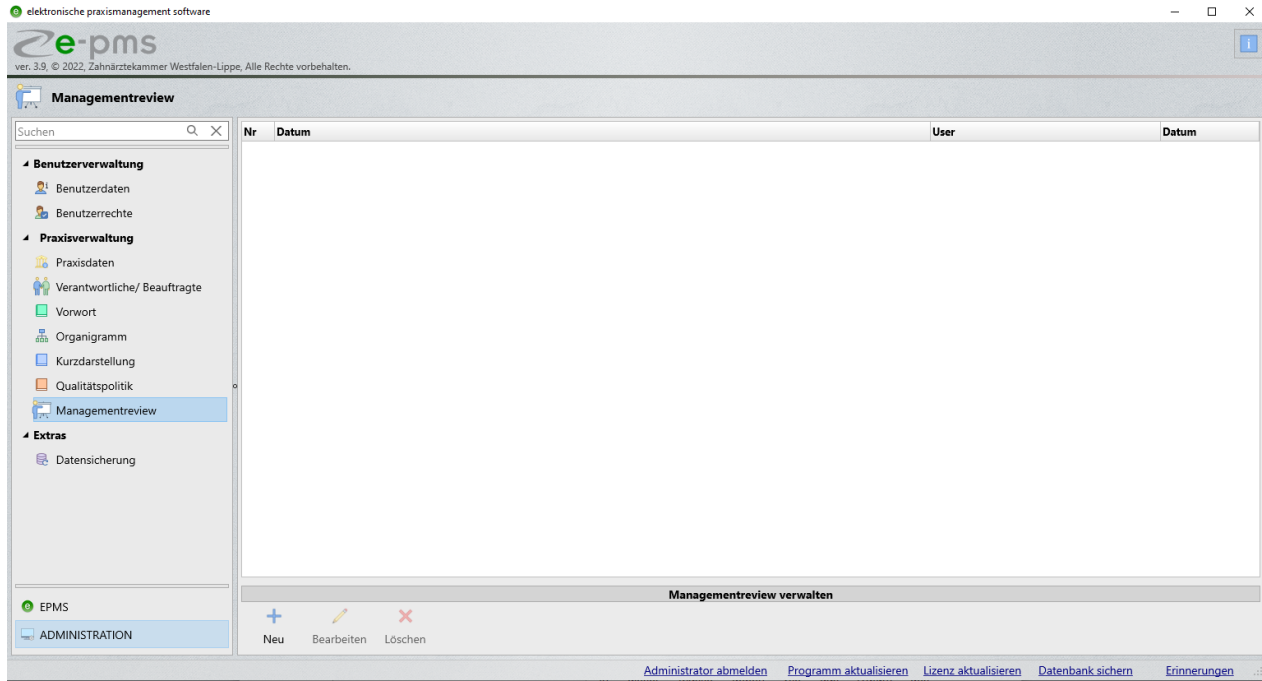 elektronische praxismanagement software
e-pms
ver. 3.9, © 2022, Zahnärztekammer Westfalen-Lippe, Alle Rechte vorbehalten.
Managementreview
Suchen
Nr Datum User Datum
Benutzerverwaltung
Benutzerdaten
Benutzerrechte
Praxisverwaltung
Praxisdaten
Verantwortliche/ Beauftragte
Vorwort
Organigramm
Kurzdarstellung
Qualitätspolitik
Managementreview
Extras
Datensicherung
EPMS
ADMINISTRATION
Managementreview verwalten
Neu Bearbeiten Löschen
Administrator abmelden Programm aktualisieren Lizenz aktualisieren Datenbank sichern Erinnerungen